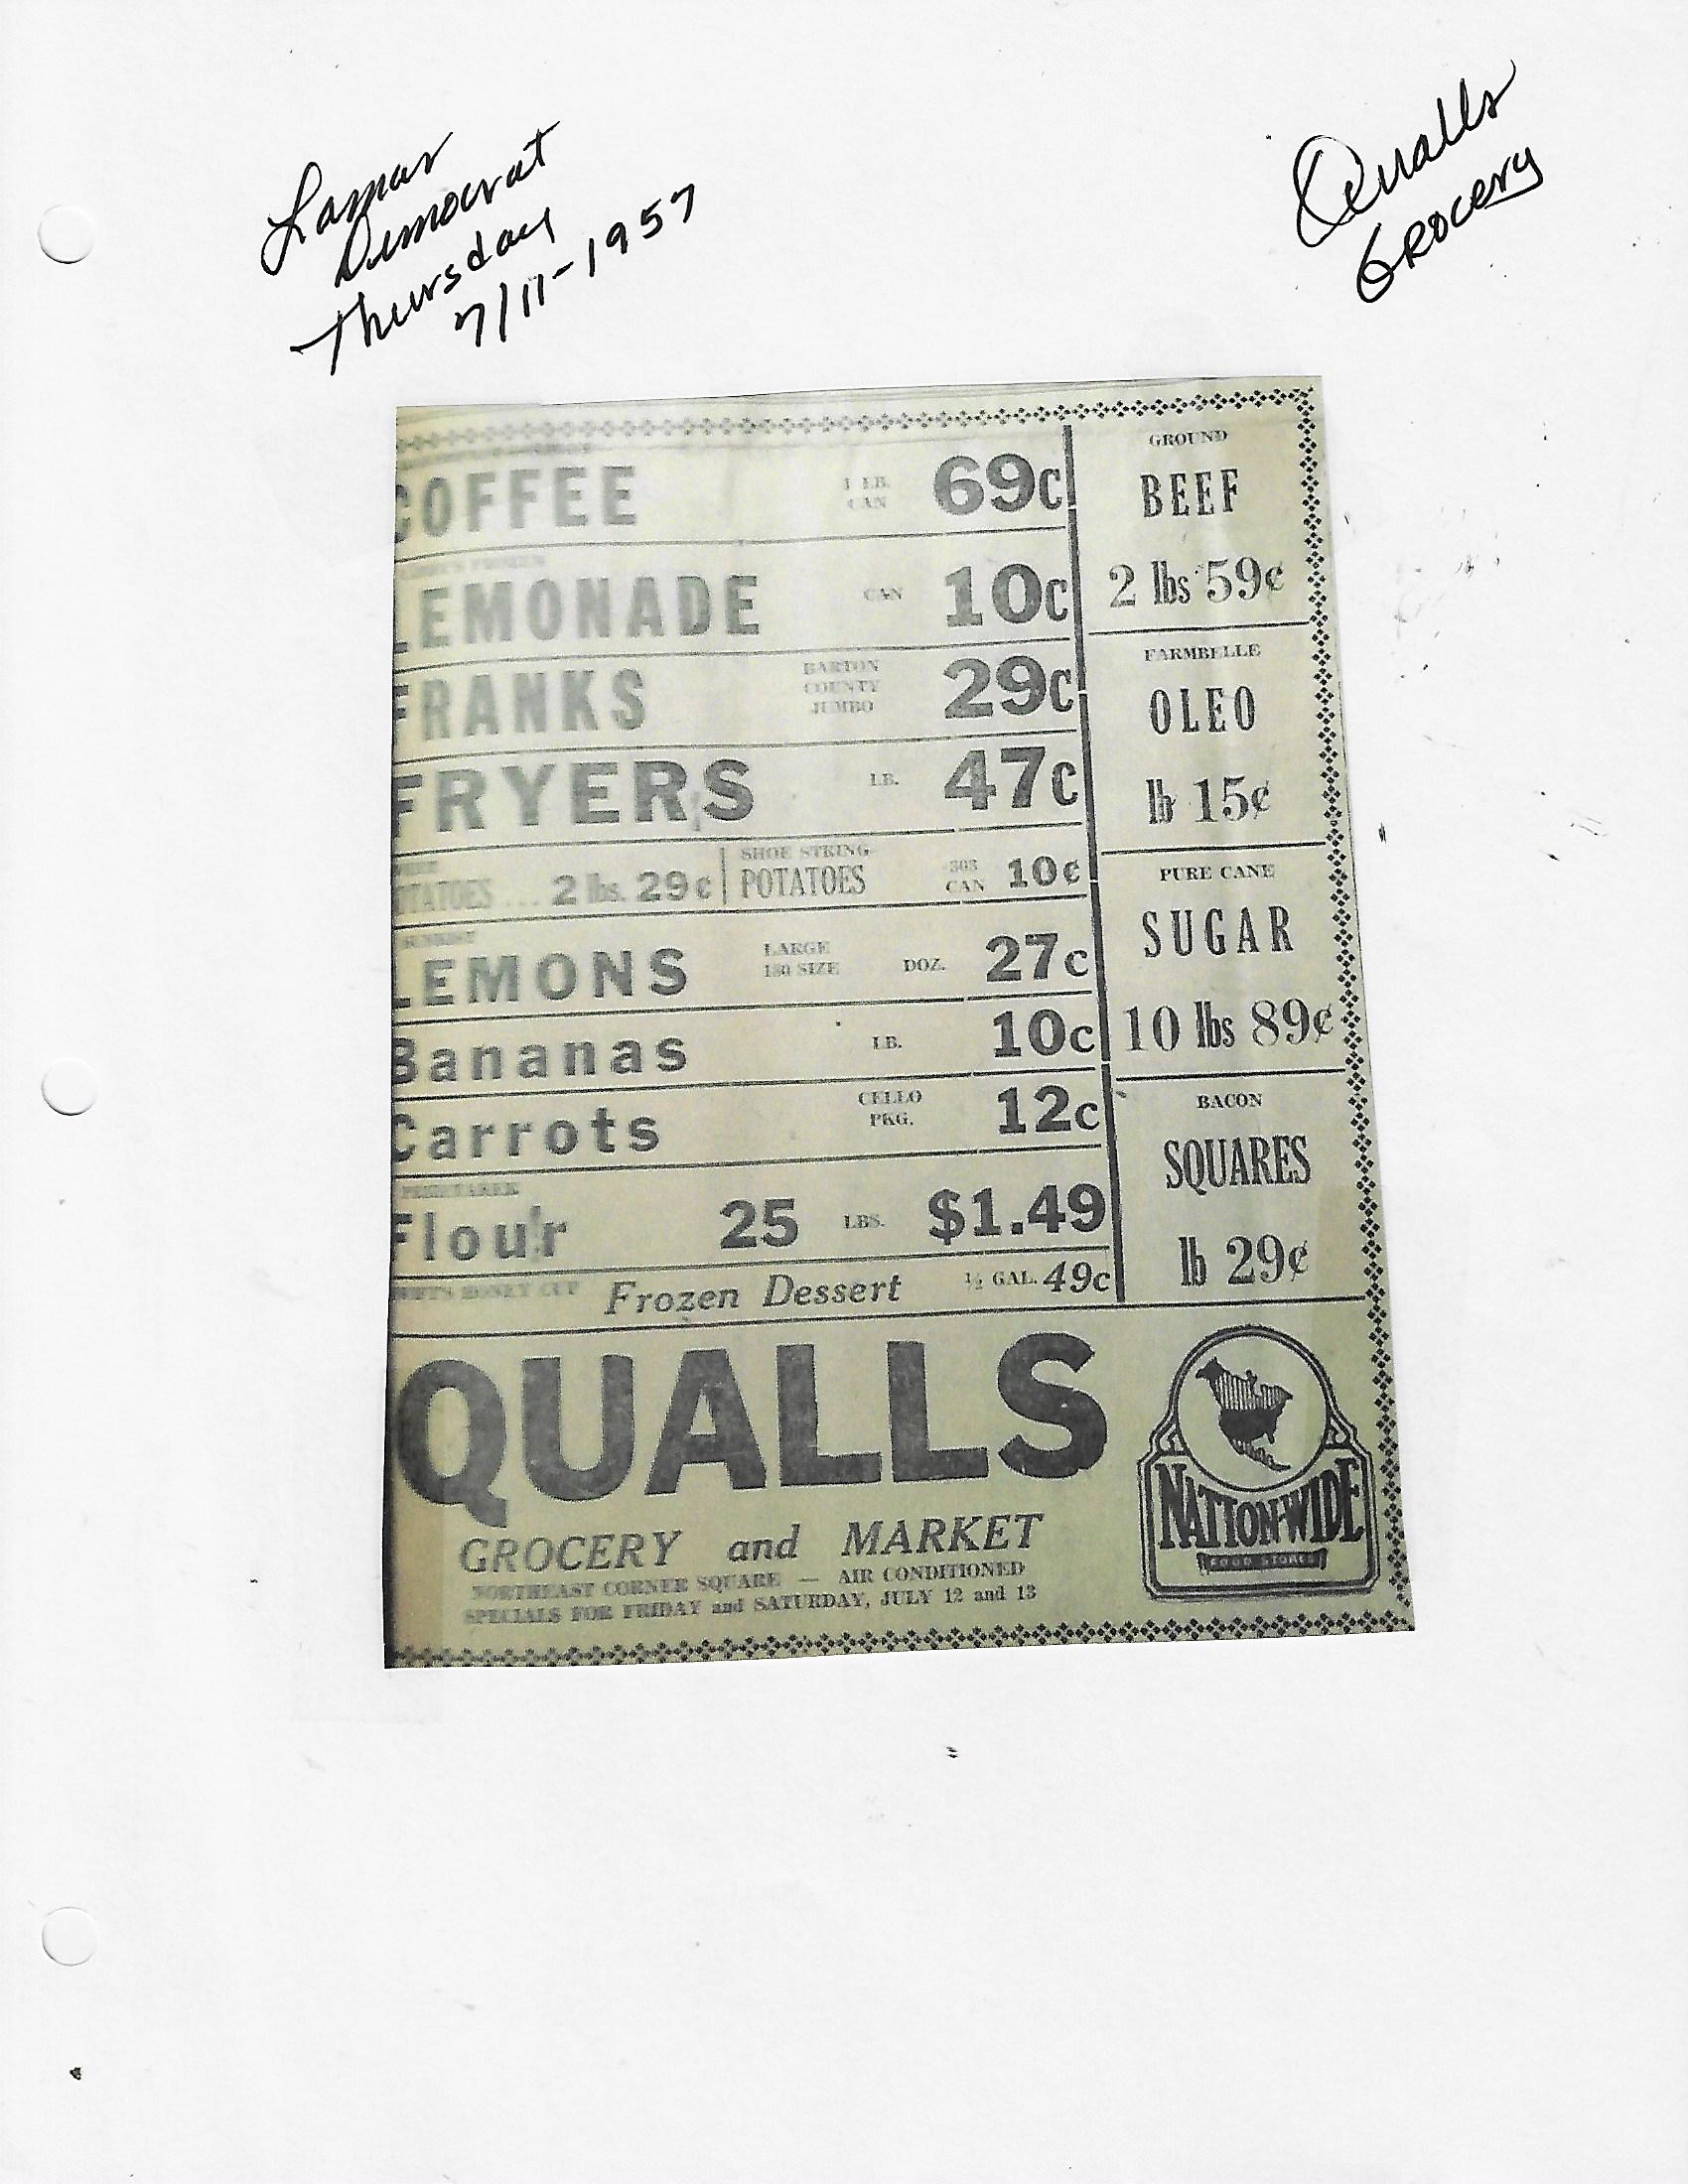 Lamar
Democrat
Thursday
7/11-1957
Qualls
Grocery
COFFEE 1 LB. CAN 69c
LEMONADE CAN 10c
FRANKS BARTON COUNTY JUMBO 29c
FRYERS LB. 47c
TATOES ... 2 lbs. 29¢
SHOE STRING
POTATOES 303 CAN 10¢
SUNKIST
LEMONS LARGE 180 SIZE DOZ. 27c
Bananas LB. 10c
Carrots CELLO PKG. 12c
Flour 25 LBS. $1.49
HONEY CUP Frozen Dessert ½ GAL. 49c
GROUND
BEEF
2 lbs 59¢
FARMBELLE
OLEO
lb 15¢
PURE CANE
SUGAR
10 lbs 89¢
BACON
SQUARES
lb 29¢
QUALLS
GROCERY and MARKET
NORTHEAST CORNER SQUARE — AIR CONDITIONED
SPECIALS FOR FRIDAY and SATURDAY, JULY 12 and 13
NATION-WIDE
FOOD STORES